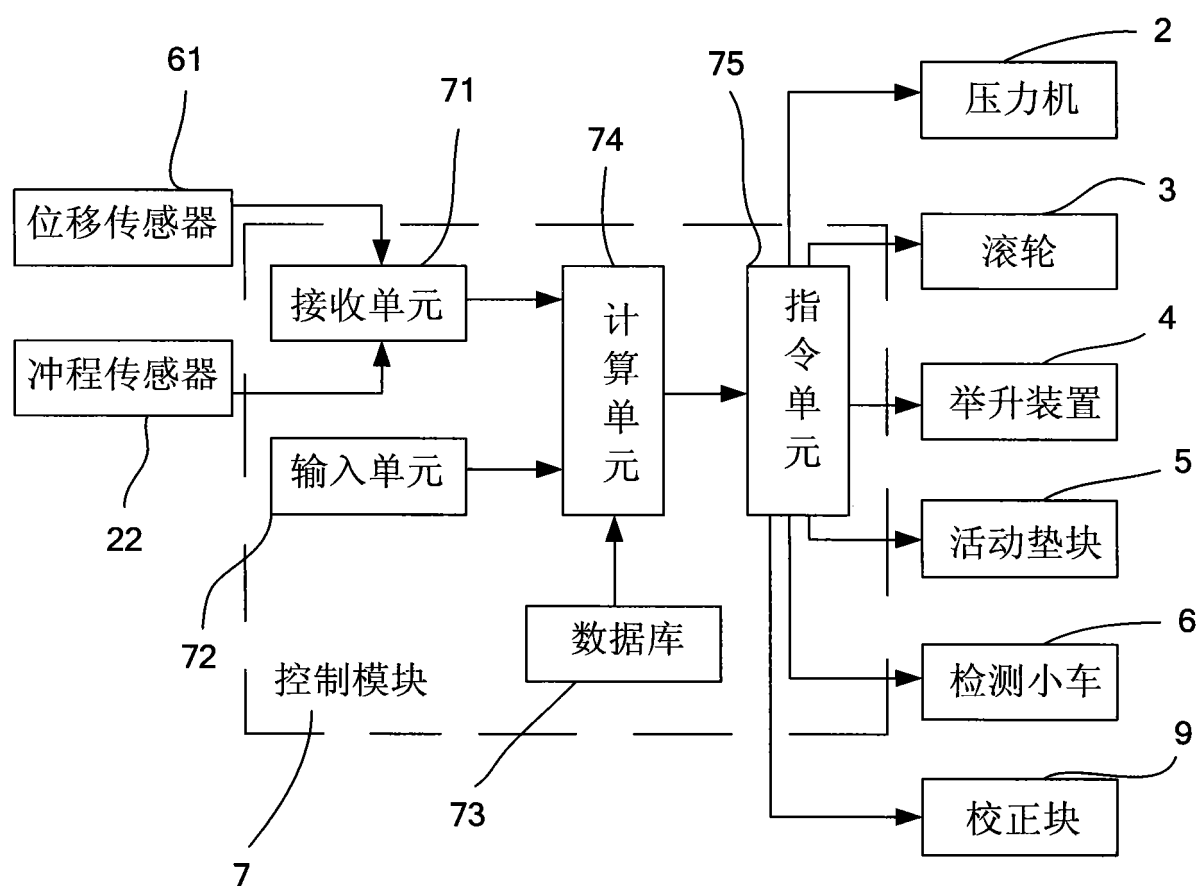 61
71
74
75
2
压力机
位移传感器
接收单元
计算单元
指令单元
3
滚轮
冲程传感器
4
举升装置
22
输入单元
5
活动垫块
72
数据库
6
检测小车
控制模块
73
9
校正块
7